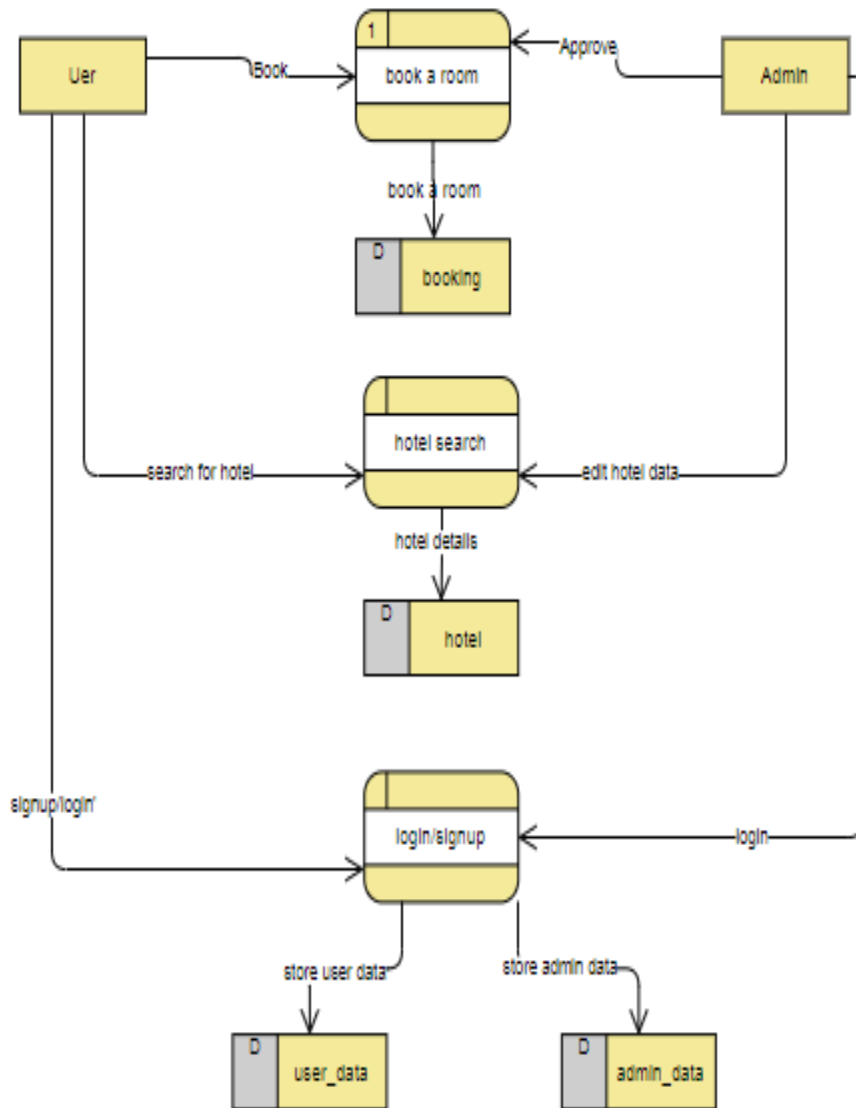 1
Uer
Book
book a room
Approve
Admin
book a room
D
booking
hotel search
search for hotel
edit hotel data
hotel details
D
hotel
signup'login'
login/signup
login
store user data
store admin data
D
user_data
D
admin_data